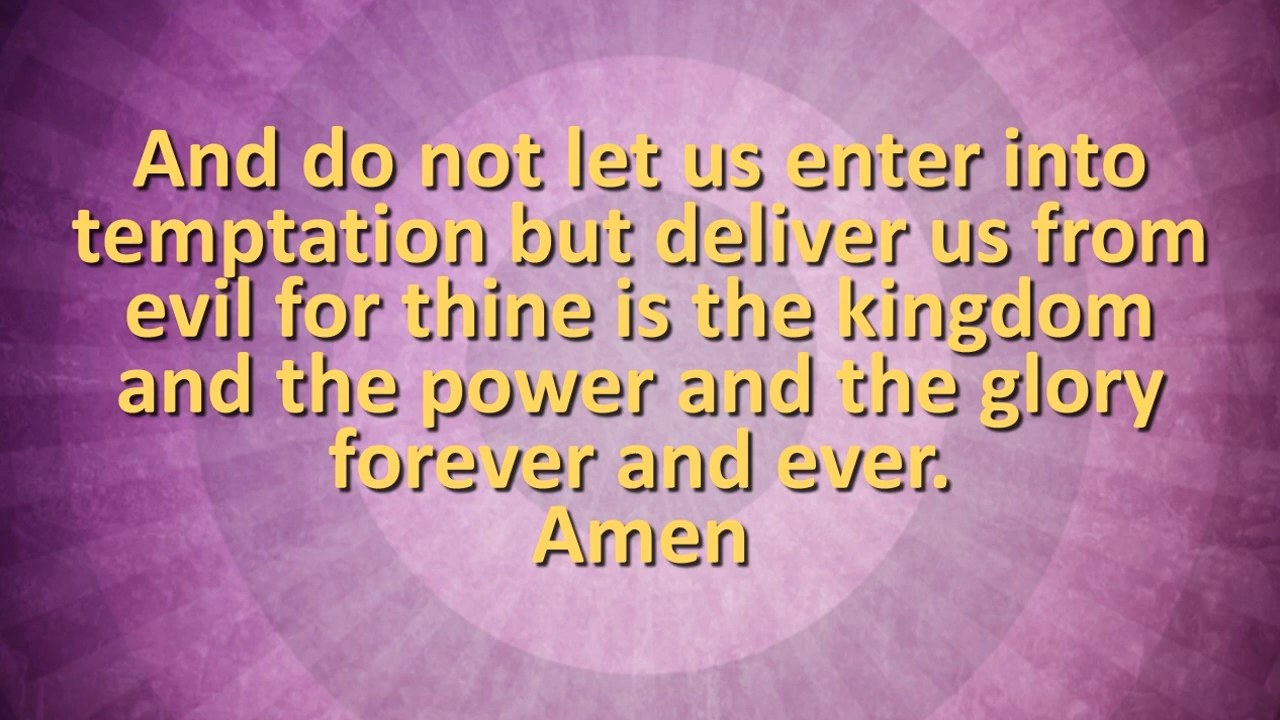 And do not let us enter into
temptation but deliver us from
evil for thine is the kingdom
and the power and the glory
forever and ever.
Amen